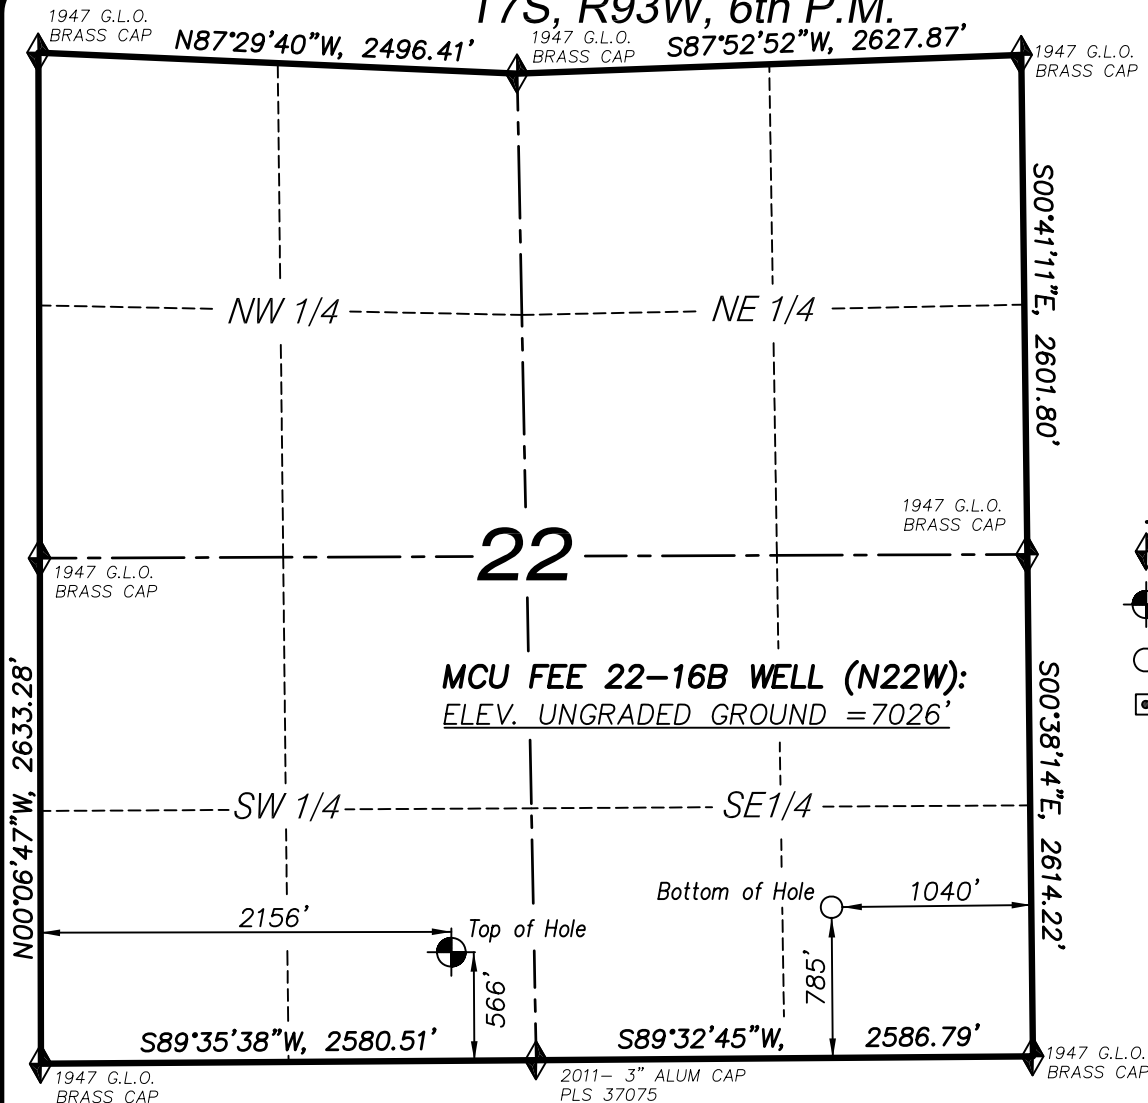 T7S, R93W, 6th P.M.
1947 G.L.O.
BRASS CAP
N87°29'40"W, 2496.41'
1947 G.L.O.
BRASS CAP
S87°52'52"W, 2627.87'
1947 G.L.O.
BRASS CAP
S00°41'11"E, 2601.80'
NW 1/4
NE 1/4
1947 G.L.O.
BRASS CAP
22
1947 G.L.O.
BRASS CAP
MCU FEE 22-16B WELL (N22W):
ELEV. UNGRADED GROUND =7026'
N00°06'47"W, 2633.28'
S00°38'14"E, 2614.22'
SW 1/4
SE1/4
Bottom of Hole
1040'
2156'
Top of Hole
566'
785'
S89°35'38"W, 2580.51'
S89°32'45"W, 2586.79'
1947 G.L.O.
BRASS CAP
2011- 3" ALUM CAP
PLS 37075
1947 G.L.O.
BRASS CAP